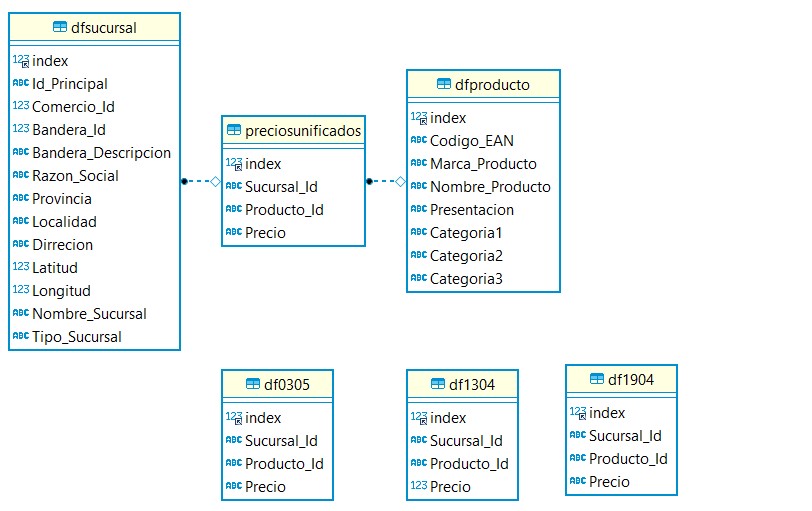 dfsucursal
123 index
ABC Id_Principal
123 Comercio_Id
123 Bandera_Id
ABC Bandera_Descripcion
ABC Razon_Social
ABC Provincia
ABC Localidad
ABC Dirrecion
123 Latitud
123 Longitud
ABC Nombre_Sucursal
ABC Tipo_Sucursal
preciosunificados
123 index
ABC Sucursal_Id
ABC Producto_Id
ABC Precio
dfproducto
123 index
ABC Codigo_EAN
ABC Marca_Producto
ABC Nombre_Producto
ABC Presentacion
ABC Categoria1
ABC Categoria2
ABC Categoria3
df0305
123 index
ABC Sucursal_Id
ABC Producto_Id
ABC Precio
df1304
123 index
ABC Sucursal_Id
ABC Producto_Id
123 Precio
df1904
123 index
ABC Sucursal_Id
ABC Producto_Id
ABC Precio